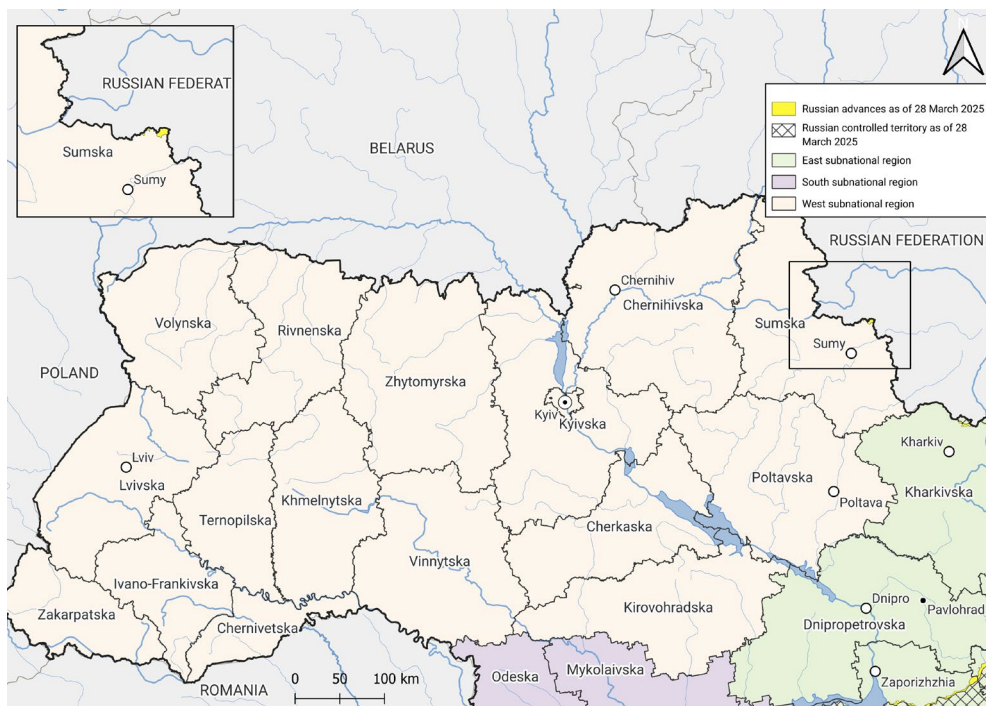 N
RUSSIAN FEDERAT
Sumska
Sumy
BELARUS
Russian advances as of 28 March 2025
Russian controlled territory as of 28
March 2025
East subnational region
South subnational region
West subnational region
RUSSIAN FEDERATION
Chernihiv
Chernihivska
Volynska
Rivnenska
Sumska
Sumy
POLAND
Zhytomyrska
Kyiv
Kyivska
Kharkiv
Lviv
Lvivska
Khmelnytska
Poltavska
Poltava
Kharkivska
Ternopilska
Cherkaska
Vinnytska
Ivano-Frankivska
Kirovohradska
Dnipro
Pavlohrad
Zakarpatska
Chernivetska
Dnipropetrovska
Mykolaivska
Odeska
Zaporizhzhia
ROMANIA
0 50 100 km